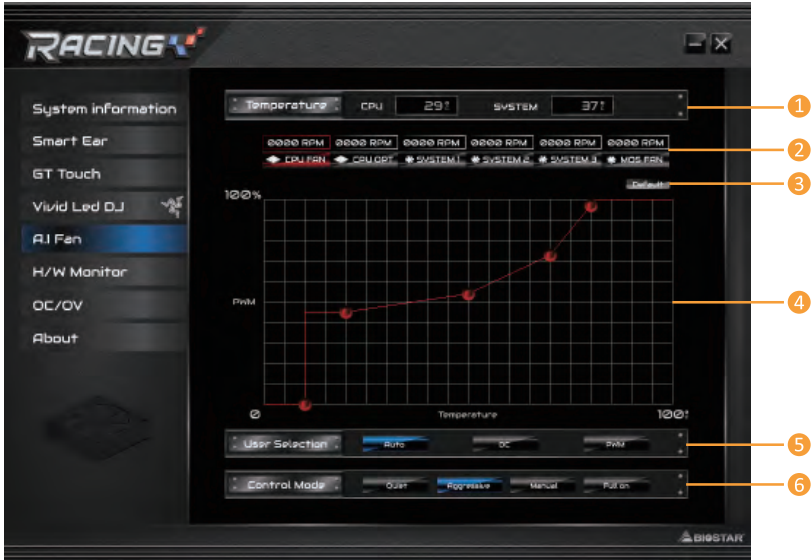 RACING
System information
Smart Ear
GT Touch
Vivid Led DJ
A.I Fan
H/W Monitor
OC/OV
About
Temperature CPU 29° SYSTEM 37° 1
0000 RPM 0000 RPM 0000 RPM 0000 RPM 0000 RPM 0000 RPM 2
CPU FAN CPU OPT SYSTEM 1 SYSTEM 2 SYSTEM 3 MOS FAN
Default 3
100%
PWM 4
0 Temperature 100°
User Selection Auto DC PWM 5
Control Mode Quiet Aggressive Manual Full on 6
BIOSTAR